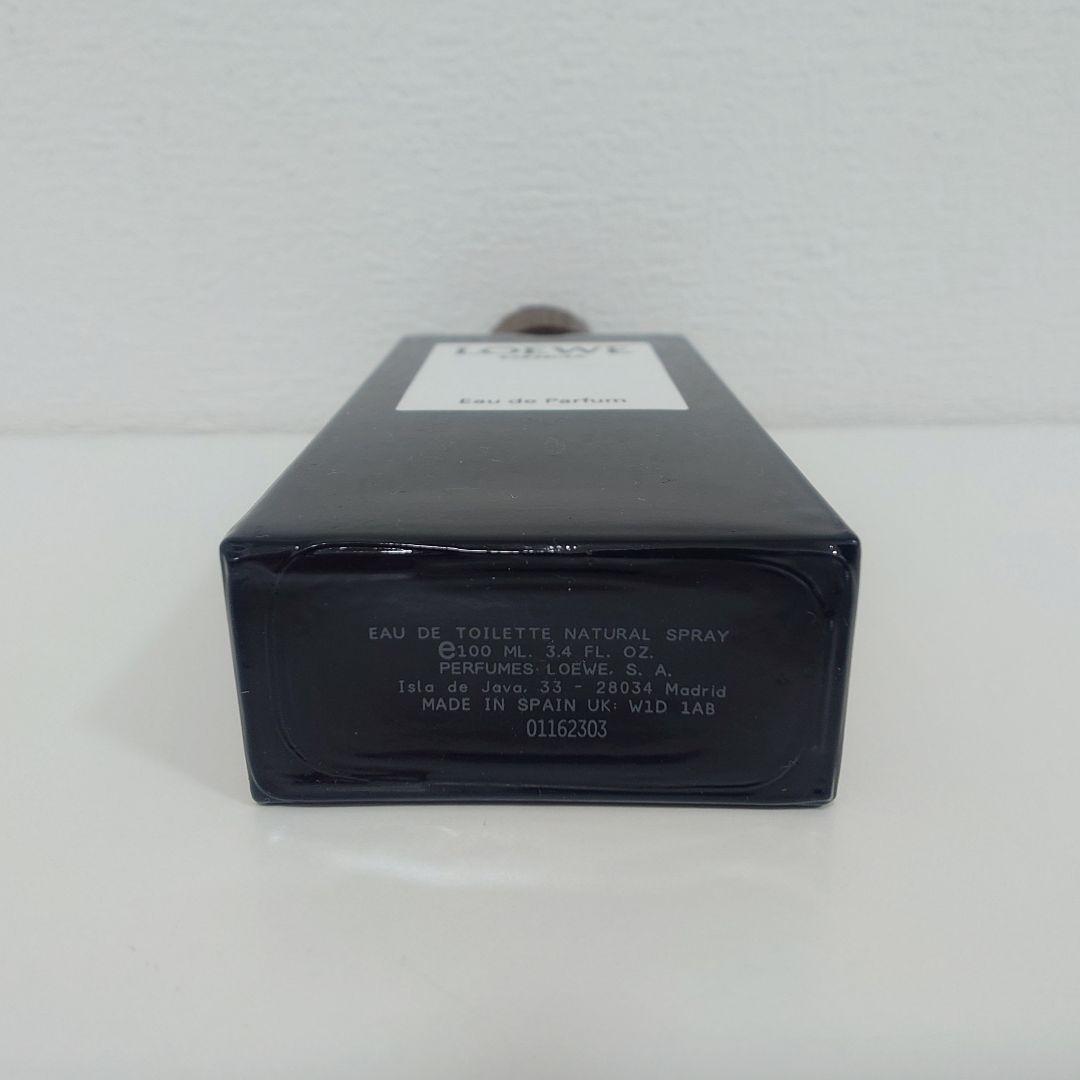 LOEWE
Eau de Parfum
EAU DE TOILETTE NATURAL SPRAY
e100 ML. 3.4 FL. OZ.
PERFUMES LOEWE, S. A.
Isla de Java, 33 - 28034 Madrid
MADE IN SPAIN UK: W1D 1AB
01162303